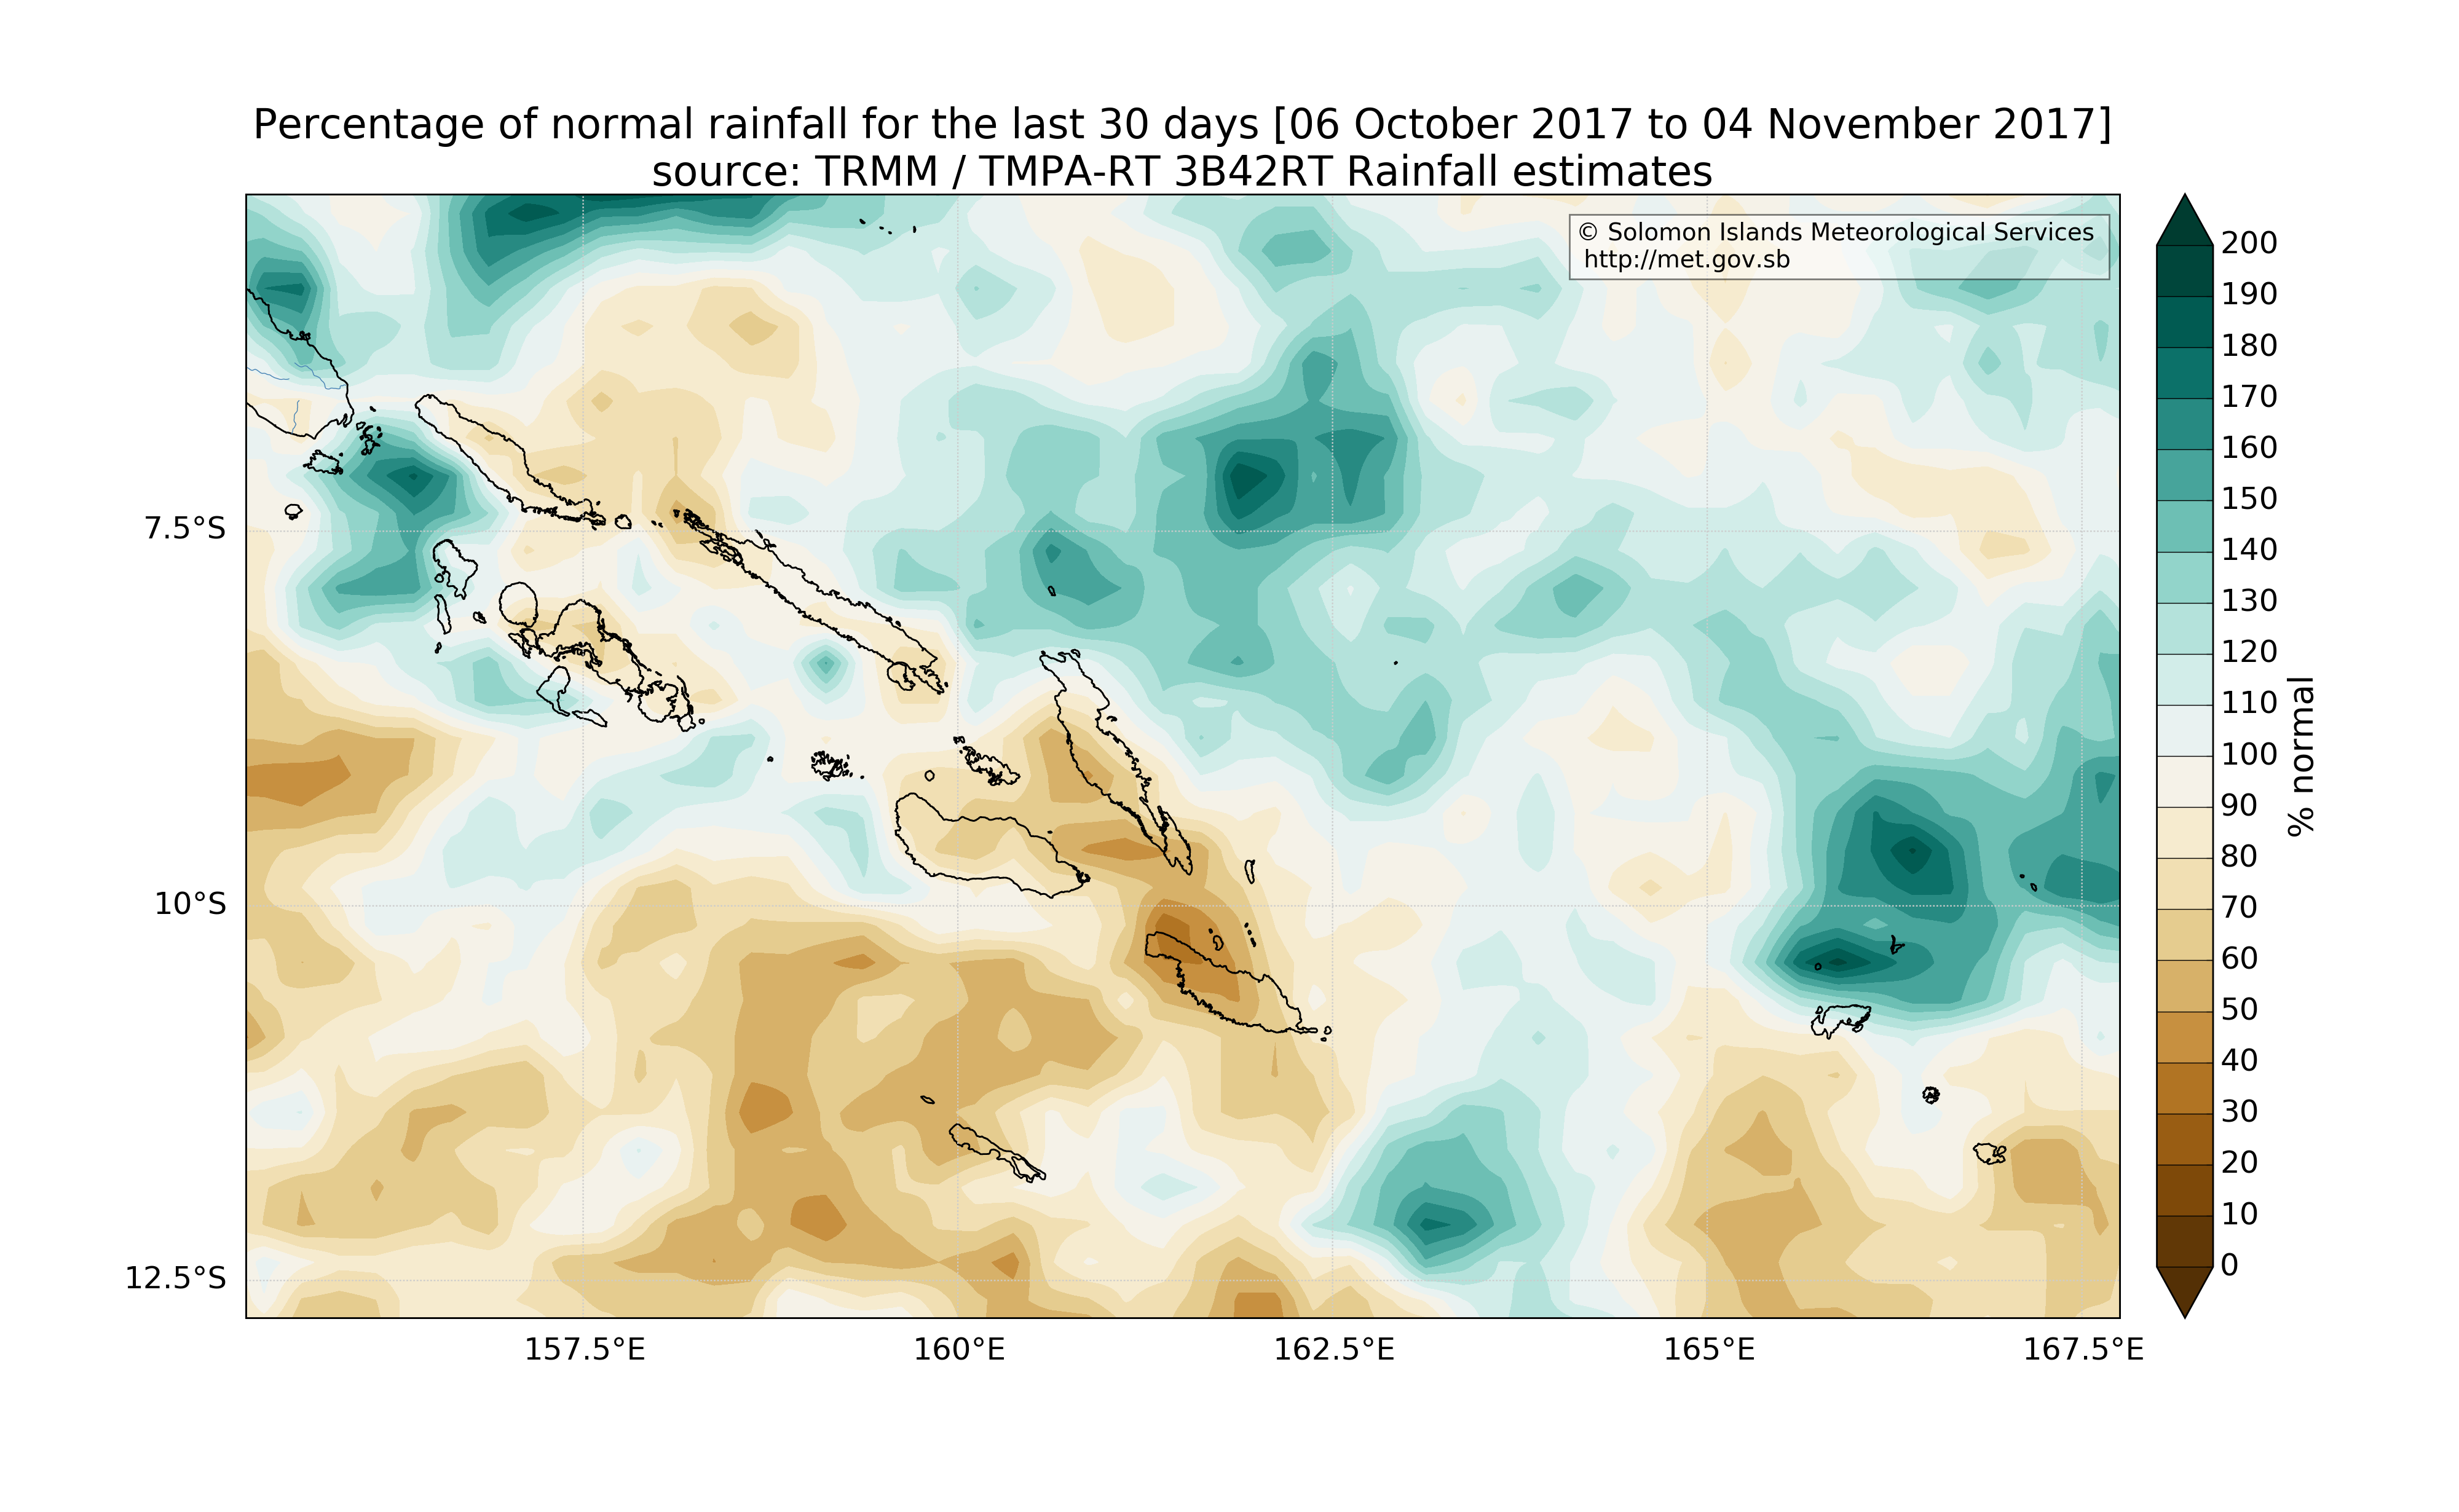 Percentage of normal rainfall for the last 30 days [06 October 2017 to 04 November 2017]
source: TRMM / TMPA-RT 3B42RT Rainfall estimates
© Solomon Islands Meteorological Services
http://met.gov.sb
7.5°S
10°S
12.5°S
157.5°E
160°E
162.5°E
165°E
167.5°E
200
190
180
170
160
150
140
130
120
110
100
90
80
70
60
50
40
30
20
10
0
% normal